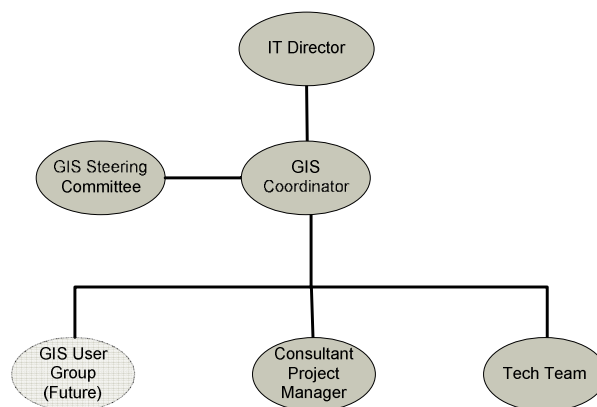 IT Director
GIS Steering
Committee
GIS
Coordinator
GIS User
Group
(Future)
Consultant
Project
Manager
Tech Team